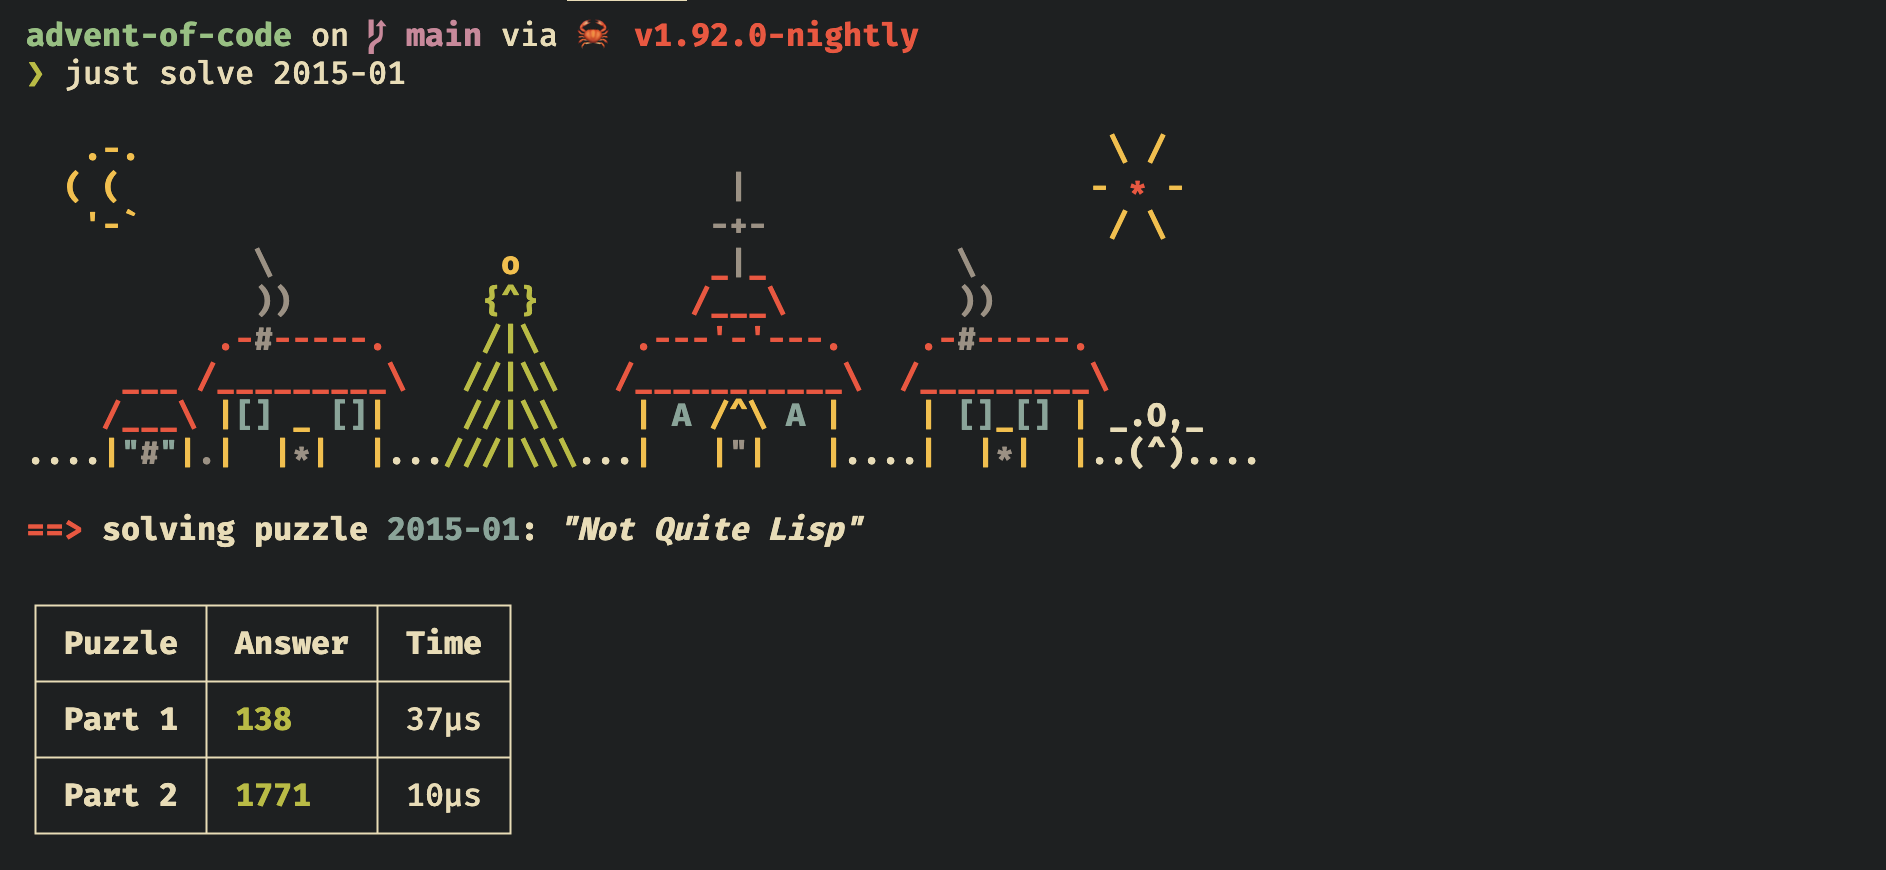 advent-of-code on main via 🦀 v1.92.0-nightly
❯ just solve 2015-01
==> solving puzzle 2015-01: "Not Quite Lisp"
Puzzle Answer Time
Part 1 138 37µs
Part 2 1771 10µs